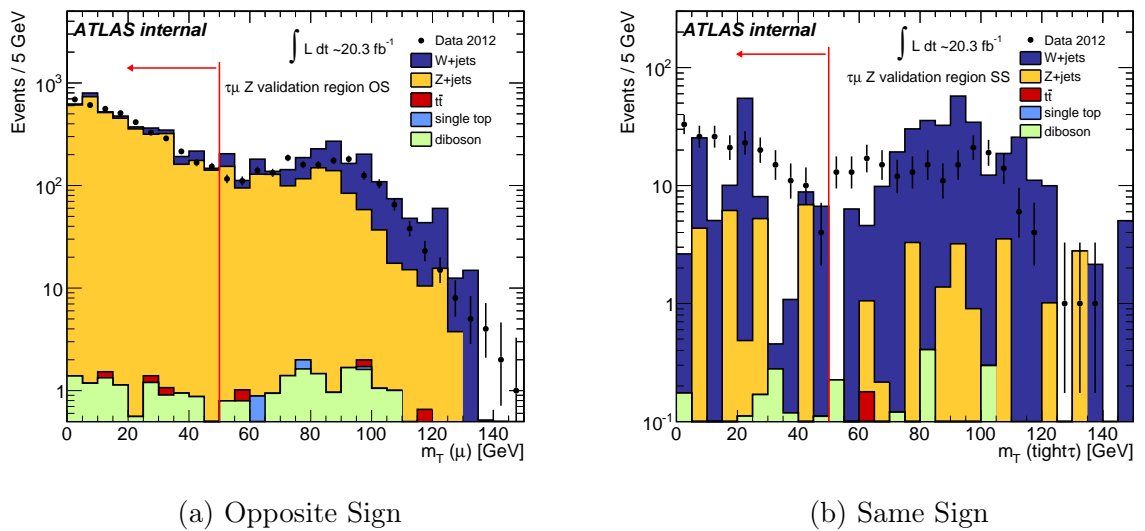 ATLAS internal
∫ L dt ~20.3 fb⁻¹
τμ Z validation region OS
Data 2012
W+jets
Z+jets
tt̄
single top
diboson
Events / 5 GeV
10³
10²
10
1
0 20 40 60 80 100 120 140
m_T (μ) [GeV]
(a) Opposite Sign
ATLAS internal
∫ L dt ~20.3 fb⁻¹
τμ Z validation region SS
Data 2012
W+jets
Z+jets
tt̄
single top
diboson
Events / 5 GeV
10²
10
1
10⁻¹
0 20 40 60 80 100 120 140
m_T (tightτ) [GeV]
(b) Same Sign